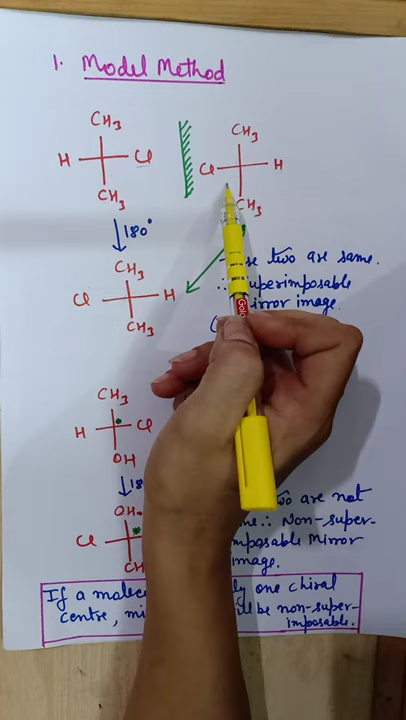 1. Model Method
CH3 CH3
H Cl Cl H
CH3 CH3
180°
CH3 se two are same.
Cl H ∴ superimposable
CH3 Mirror image.
CH3
H Cl
OH
18 two are not
OH me ∴ Non-super-
Cl imposable Mirror
CH image.
If a molec ly one chiral
centre, mi ll be non-super-
imposable.